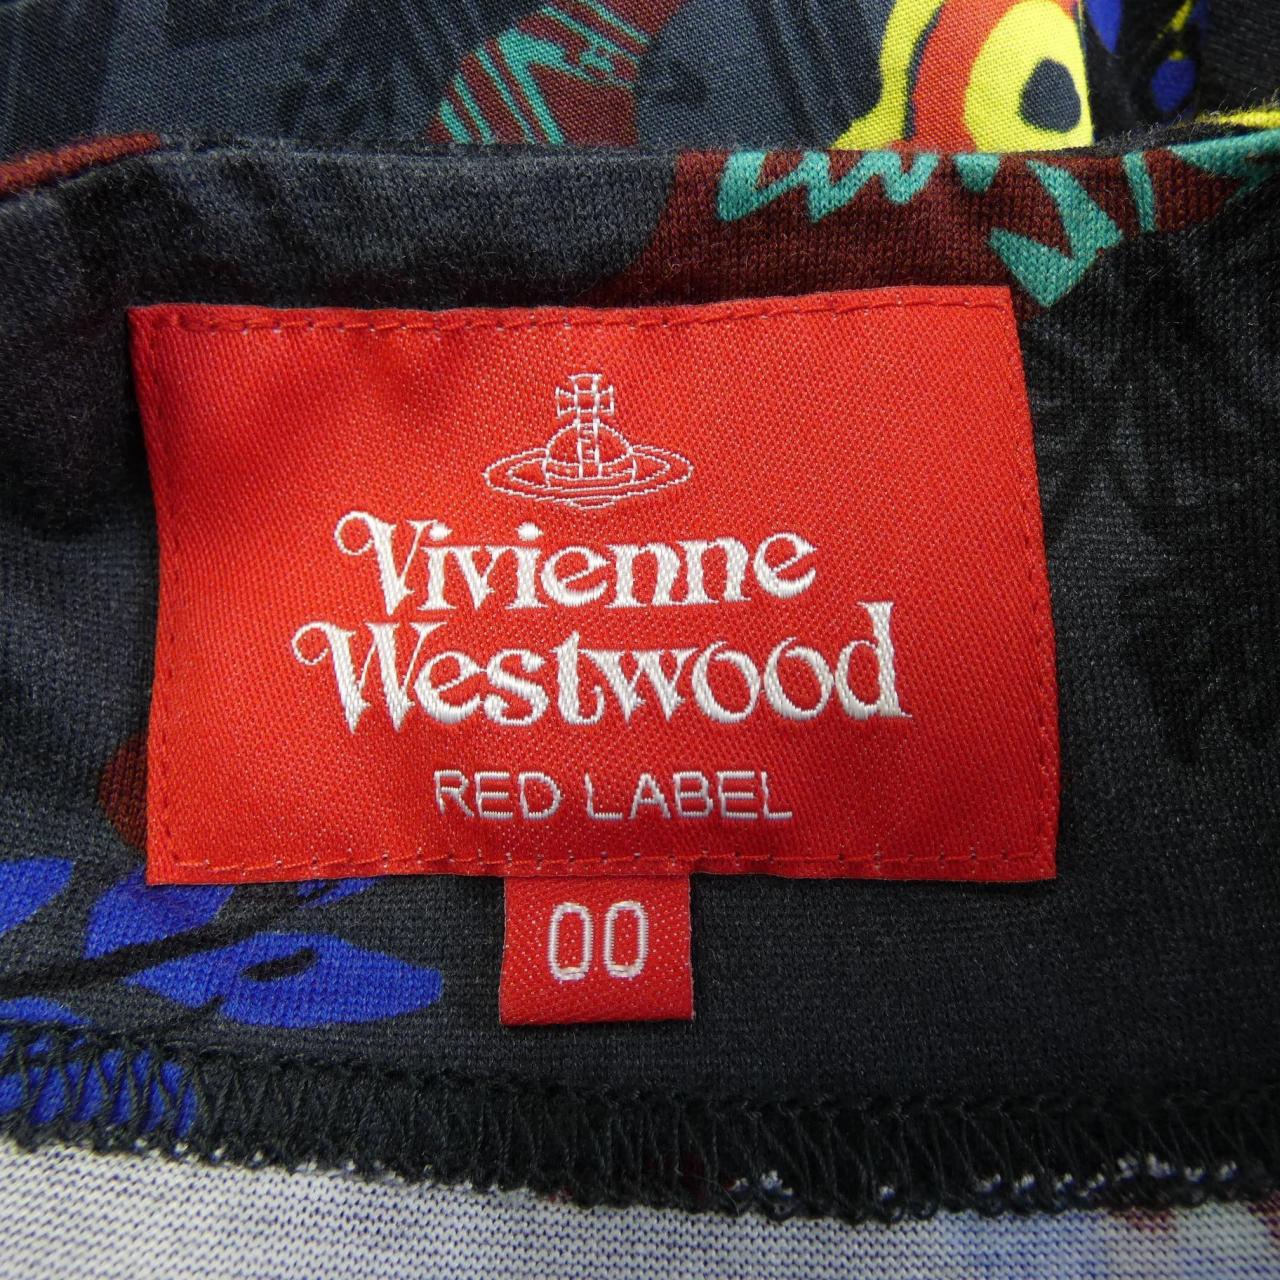 Vivienne
Westwood
RED LABEL
00